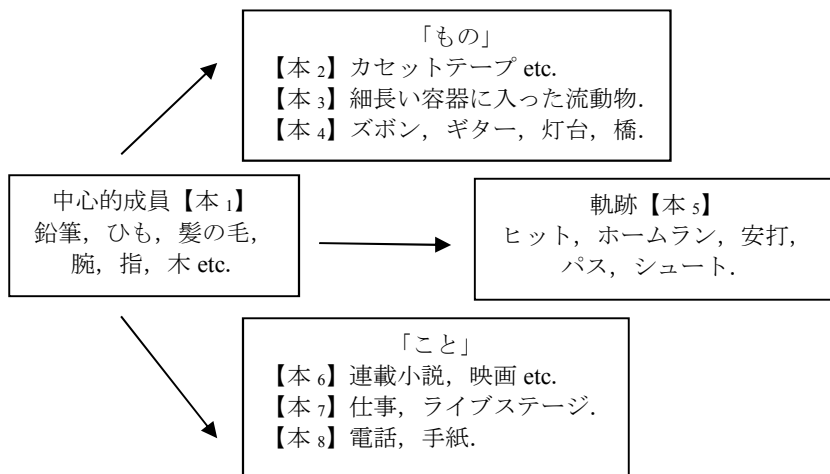 「もの」
【本 2】カセットテープ etc.
【本 3】細長い容器に入った流動物.
【本 4】ズボン，ギター，灯台，橋.
中心的成員【本 1】
鉛筆，ひも，髪の毛，
腕，指，木 etc.
軌跡【本 5】
ヒット，ホームラン，安打，
パス，シュート.
「こと」
【本 6】連載小説，映画 etc.
【本 7】仕事，ライブステージ.
【本 8】電話，手紙.